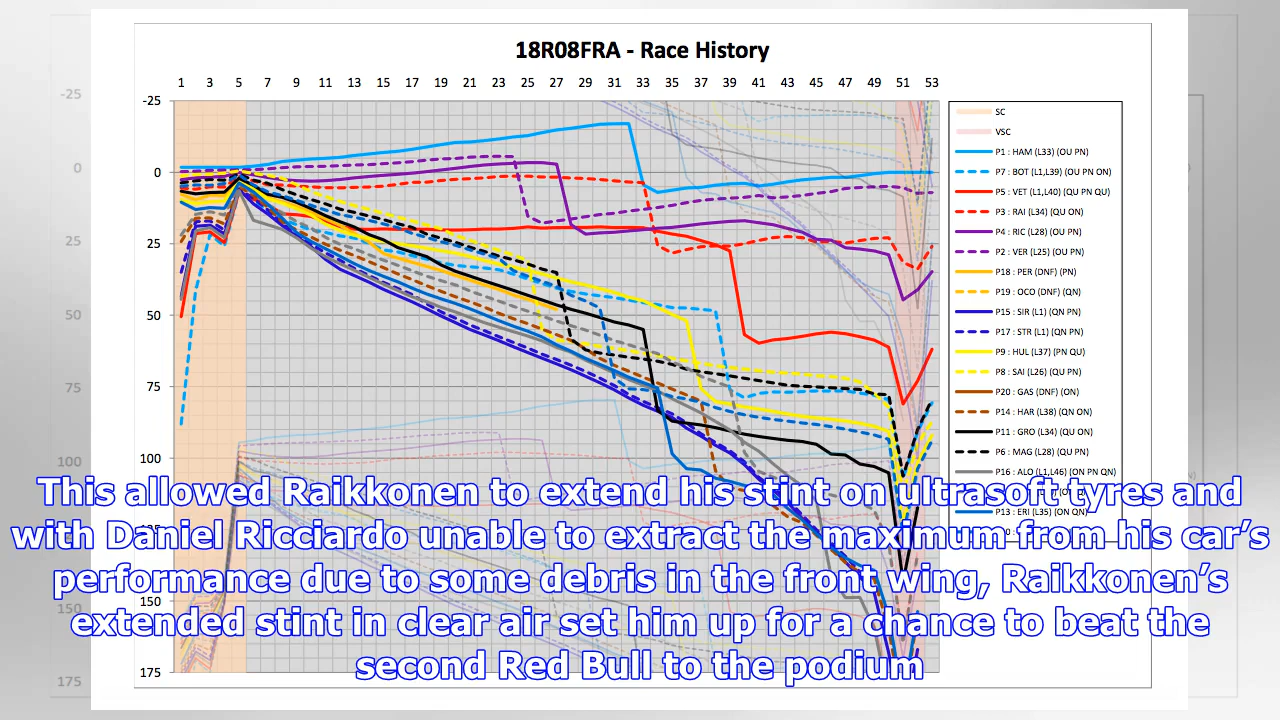 18R08FRA - Race History
1 3 5 7 9 11 13 15 17 19 21 23 25 27 29 31 33 35 37 39 41 43 45 47 49 51 53
-25
0
25
50
75
100
150
175
-25
0
25
50
75
100
150
175
SC
VSC
P1 : HAM (L33) (OU PN)
P7 : BOT (L1,L39) (OU PN ON)
P5 : VET (L1,L40) (QU PN QU)
P3 : RAI (L34) (QU ON)
P4 : RIC (L28) (OU PN)
P2 : VER (L25) (OU PN)
P18 : PER (DNF) (PN)
P19 : OCO (DNF) (QN)
P15 : SIR (L1) (QN PN)
P17 : STR (L1) (QN PN)
P9 : HUL (L37) (PN QU)
P8 : SAI (L26) (QU PN)
P20 : GAS (DNF) (ON)
P14 : HAR (L38) (QN ON)
P11 : GRO (L34) (QU ON)
P6 : MAG (L28) (QU PN)
P16 : ALO (L1,L46) (ON PN QN)
P13 : ERI (L35) (ON QN)
This allowed Raikkonen to extend his stint on ultrasoft tyres and
with Daniel Ricciardo unable to extract the maximum from his car’s
performance due to some debris in the front wing, Raikkonen’s
extended stint in clear air set him up for a chance to beat the
second Red Bull to the podium